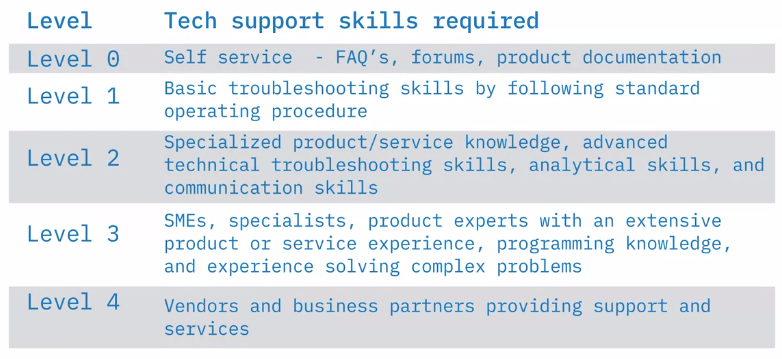 Level Tech support skills required
Level 0 Self service - FAQ's, forums, product documentation
Level 1 Basic troubleshooting skills by following standard
operating procedure
Level 2 Specialized product/service knowledge, advanced
technical troubleshooting skills, analytical skills, and
communication skills
Level 3 SMEs, specialists, product experts with an extensive
product or service experience, programming knowledge,
and experience solving complex problems
Level 4 Vendors and business partners providing support and
services